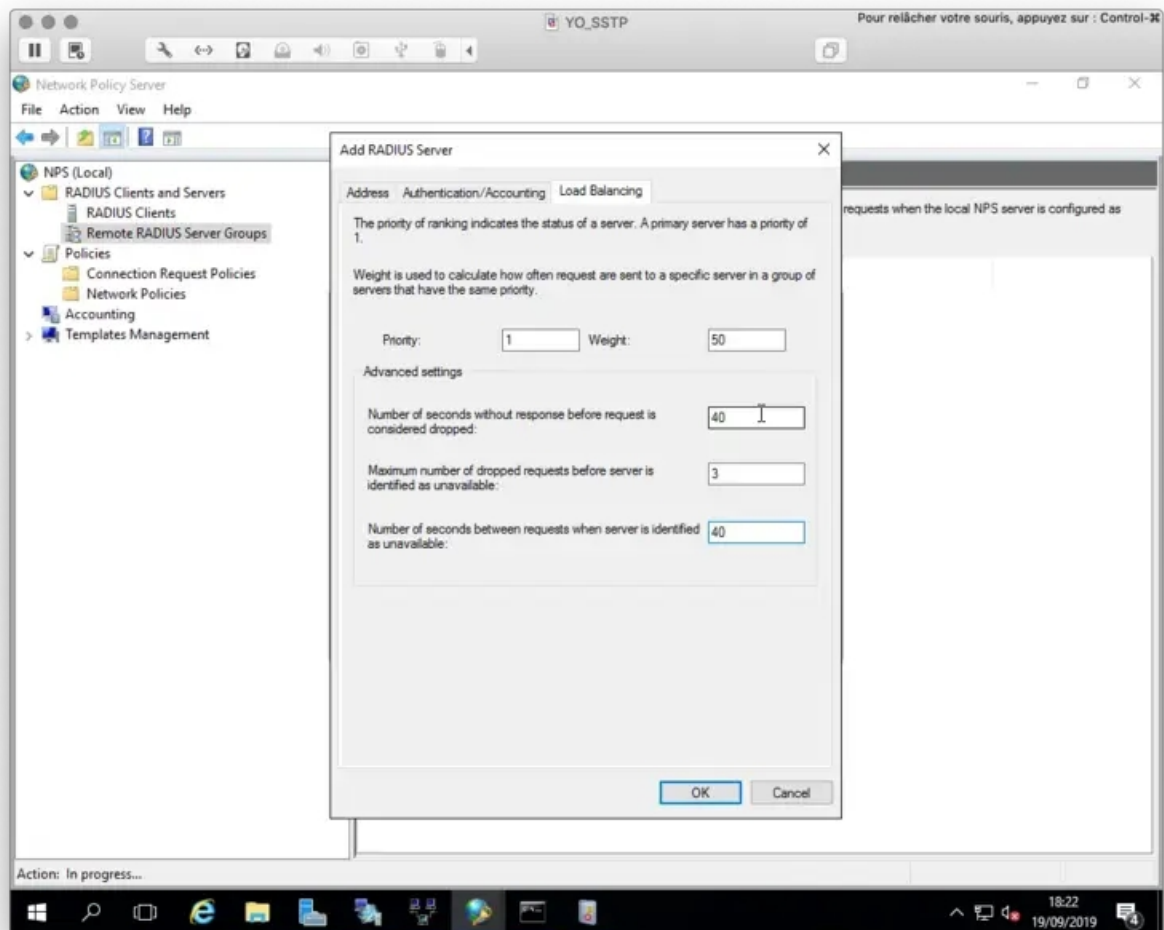 YO_SSTP
Pour relâcher votre souris, appuyez sur : Control-⌘
Network Policy Server
File Action View Help
NPS (Local)
RADIUS Clients and Servers
RADIUS Clients
Remote RADIUS Server Groups
Policies
Connection Request Policies
Network Policies
Accounting
Templates Management
requests when the local NPS server is configured as
Add RADIUS Server
Address Authentication/Accounting Load Balancing
The priority of ranking indicates the status of a server. A primary server has a priority of
1.
Weight is used to calculate how often request are sent to a specific server in a group of
servers that have the same priority.
Priority: 1 Weight: 50
Advanced settings
Number of seconds without response before request is
considered dropped:
40
Maximum number of dropped requests before server is
identified as unavailable:
3
Number of seconds between requests when server is identified
as unavailable:
40
OK Cancel
Action: In progress...
18:22
19/09/2019
4